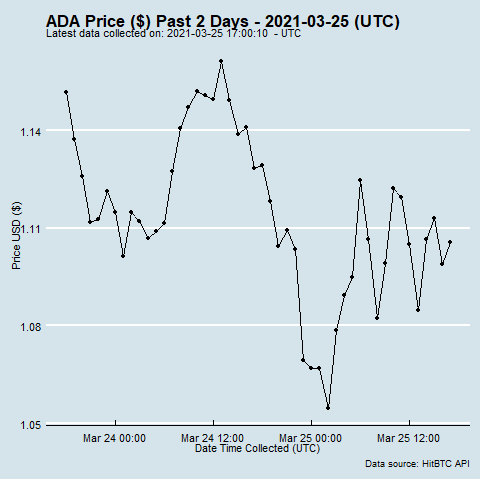 ADA Price ($) Past 2 Days - 2021-03-25 (UTC)
Latest data collected on: 2021-03-25 17:00:10 - UTC
1.14
1.11
1.08
1.05
Price USD ($)
Mar 24 00:00 Mar 24 12:00 Mar 25 00:00 Mar 25 12:00
Date Time Collected (UTC)
Data source: HitBTC API